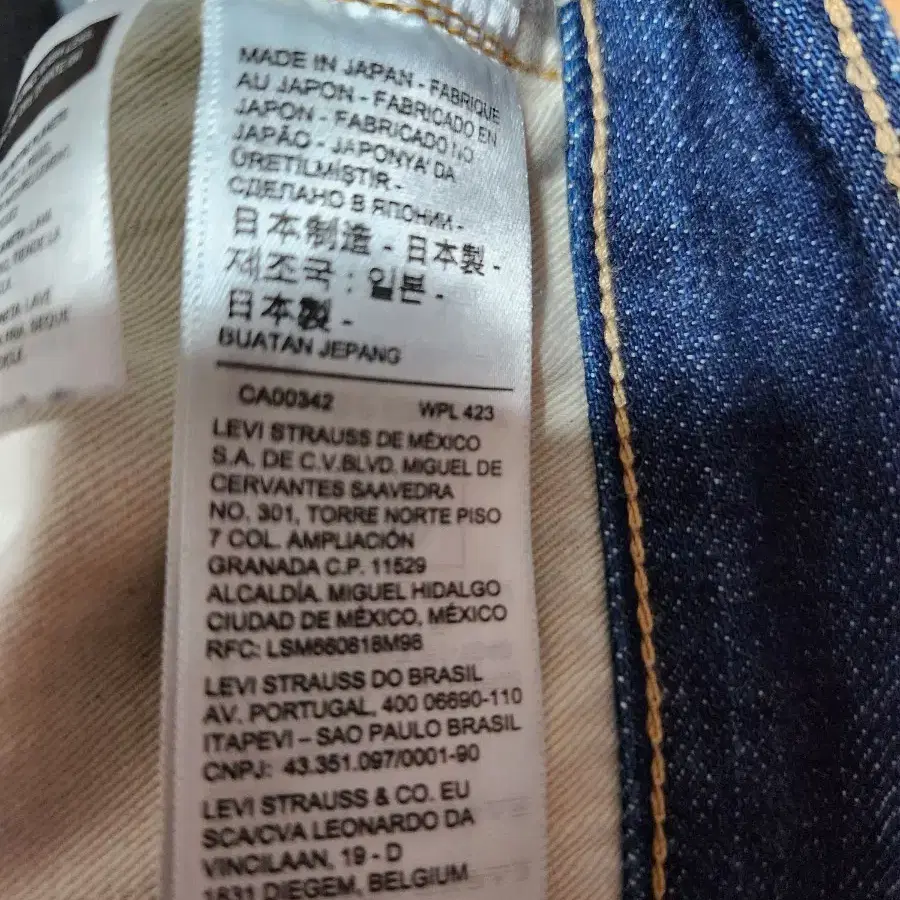 MADE IN JAPAN - FABRIQUE
AU JAPON - FABRICADO EN
JAPON - FABRICADO NO
JAPÃO - JAPONYA' DA
ÜRETILMİSTİR -
СДЕЛАНО В ЯПОНИИ -
日本制造 - 日本製 -
제조국 : 일본 -
日本製 -
BUATAN JEPANG
CA00342 WPL 423
LEVI STRAUSS DE MÉXICO
S.A. DE C.V.BLVD. MIGUEL DE
CERVANTES SAAVEDRA
NO. 301, TORRE NORTE PISO
7 COL. AMPLIACIÓN
GRANADA C.P. 11529
ALCALDÍA. MIGUEL HIDALGO
CIUDAD DE MÉXICO, MÉXICO
RFC: LSM660818M98
LEVI STRAUSS DO BRASIL
AV. PORTUGAL, 400 06690-110
ITAPEVI – SAO PAULO BRASIL
CNPJ: 43.351.097/0001-90
LEVI STRAUSS & CO. EU
SCA/CVA LEONARDO DA
VINCILAAN, 19 - D
1831 DIEGEM, BELGIUM